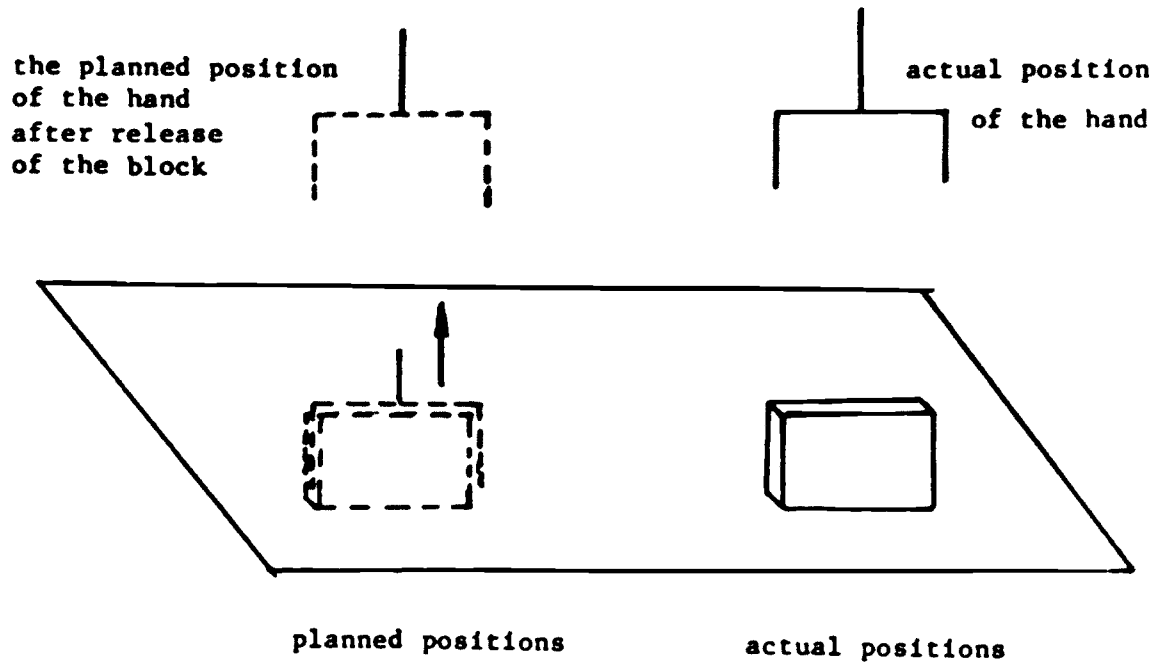 the planned position
of the hand
after release
of the block
actual position
of the hand
planned positions
actual positions